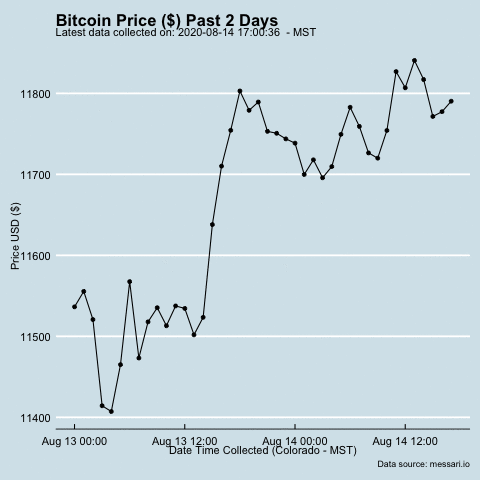 Bitcoin Price ($) Past 2 Days
Latest data collected on: 2020-08-14 17:00:36  - MST
11800
11700
11600
11500
11400
Price USD ($)
Aug 13 00:00 Aug 13 12:00 Aug 14 00:00 Aug 14 12:00
Date Time Collected (Colorado - MST)
Data source: messari.io